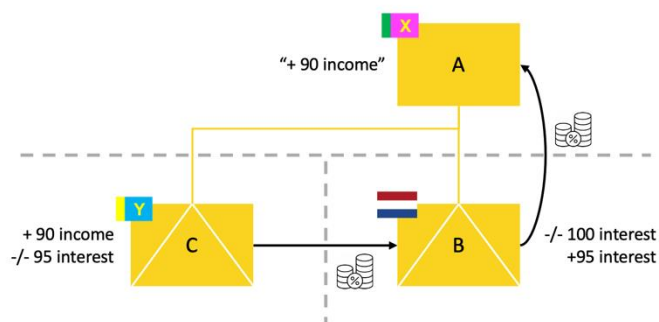 X
“+ 90 income”
A
%
Y
+ 90 income
-/- 95 interest
C
%
B
-/- 100 interest
+95 interest